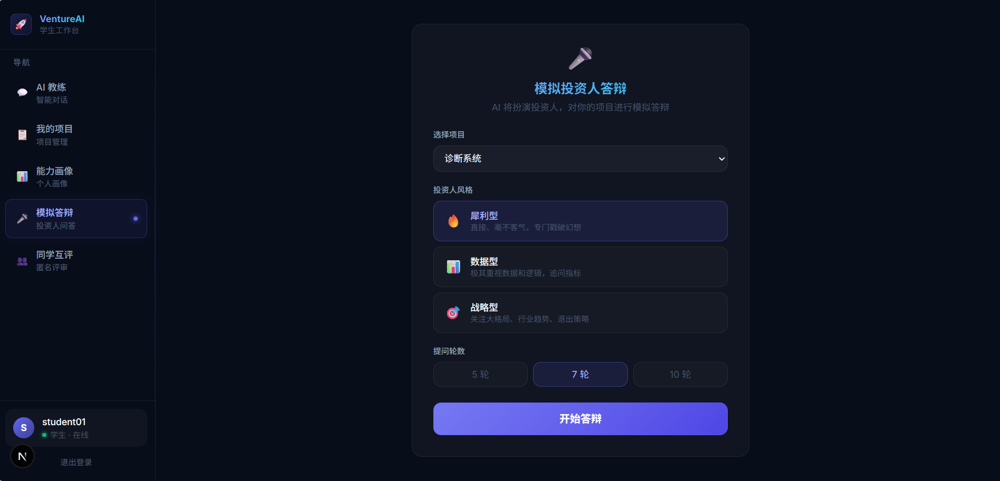 VentureAI
学生工作台
导航
AI 教练
智能对话
我的项目
项目管理
能力画像
个人画像
模拟答辩
投资人问答
同学互评
匿名评审
S
student01
学生 · 在线
N
退出登录
模拟投资人答辩
AI 将扮演投资人，对你的项目进行模拟答辩
选择项目
诊断系统
投资人风格
犀利型
直接、毫不客气，专门戳破幻想
数据型
极其重视数据和逻辑，追问指标
战略型
关注大格局、行业趋势、退出策略
提问轮数
5 轮
7 轮
10 轮
开始答辩